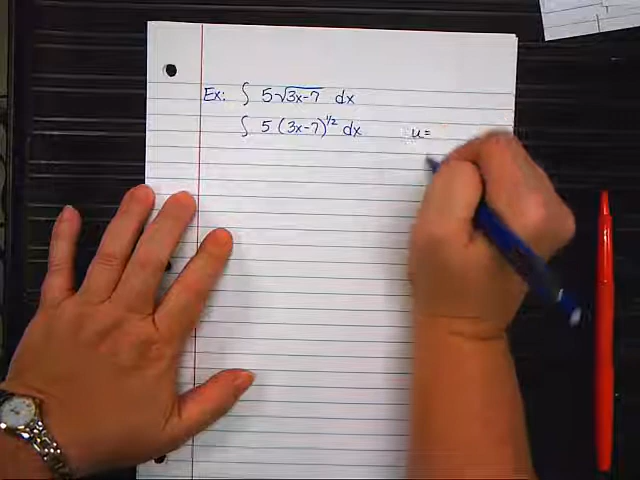 Ex: ∫ 5√3x-7 dx
∫ 5 (3x-7)^1/2 dx u=